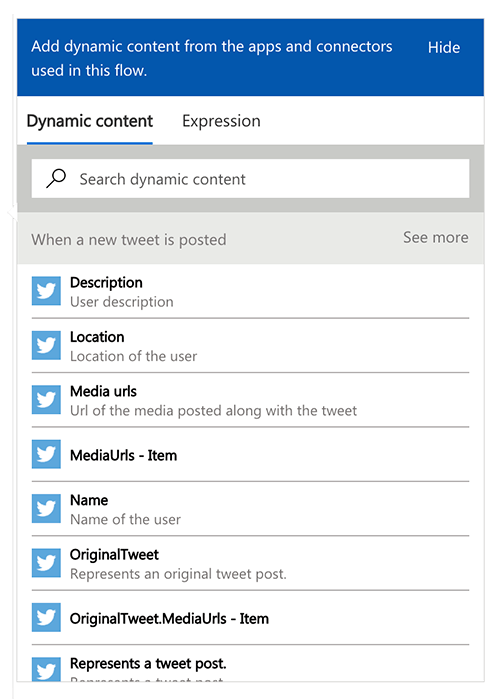 Add dynamic content from the apps and connectors
used in this flow.
Hide
Dynamic content
Expression
Search dynamic content
When a new tweet is posted
See more
Description
User description
Location
Location of the user
Media urls
Url of the media posted along with the tweet
MediaUrls - Item
Name
Name of the user
OriginalTweet
Represents an original tweet post.
OriginalTweet.MediaUrls - Item
Represents a tweet post.
Represents a tweet post